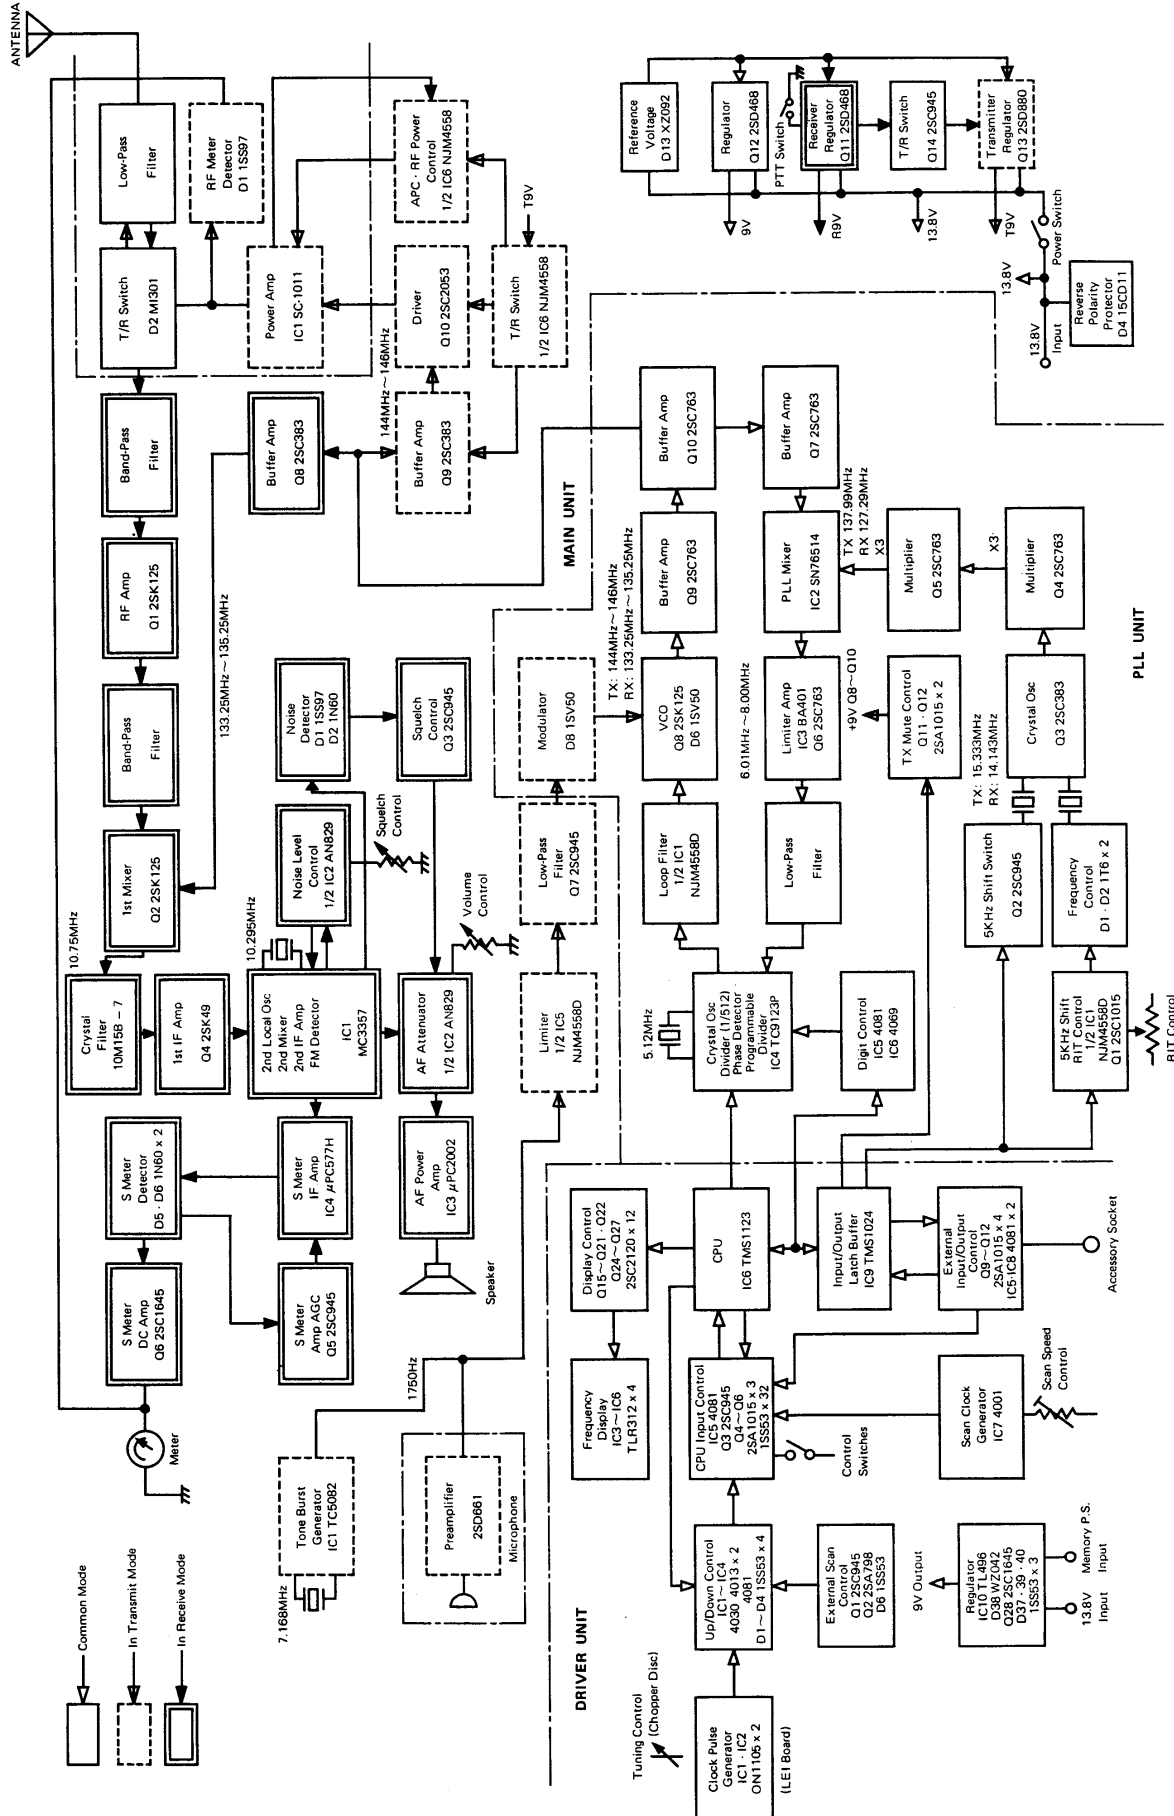 ANTENNA
Low-Pass
Filter
T/R Switch
D2 MI301
Band-Pass
Filter
RF Amp
Q1 2SK125
Band-Pass
Filter
1st Mixer
Q2 2SK125
10.75MHz
Crystal
Filter
10M15B – 7
1st IF Amp
Q4 2SK49
10.295MHz
2nd Local Osc
2nd Mixer
2nd IF Amp
FM Detector
IC1
MC3357
S Meter
Detector
D5 · D6 1N60 x 2
S Meter
DC Amp
Q6 2SC1645
S Meter
IF Amp
IC4 μPC577H
S Meter
Amp AGC
Q5 2SC945
Meter
RF Meter
Detector
D1 1SS97
Power Amp
IC1 SC-1011
APC · RF Power
Control
1/2 IC6 NJM4558
Driver
Q10 2SC2053
T/R Switch
1/2 IC6 NJM4558
T9V
144MHz～146MHz
Buffer Amp
Q8 2SC383
Buffer Amp
Q9 2SC383
133.25MHz～135.25MHz
Noise
Detector
D1 1SS97
D2 1N60
Squelch
Control
Q3 2SC945
Noise Level
Control
1/2 IC2 AN829
Squelch
Control
Volume
Control
AF Attenuator
1/2 IC2 AN829
AF Power
Amp
IC3 μPC2002
Speaker
1750Hz
Tone Burst
Generator
IC1 TC5082
7.168MHz
Preamplifier
2SD661
Microphone
Common Mode
In Transmit Mode
In Receive Mode
MAIN UNIT
Limiter
1/2 IC5
NJM4558D
Low-Pass
Filter
Q7 2SC945
Modulator
D8 1SV50
TX: 144MHz～146MHz
RX: 133.25MHz～135.25MHz
VCO
Q8 2SK125
D6 1SV50
Buffer Amp
Q9 2SC763
Buffer Amp
Q10 2SC763
Buffer Amp
Q7 2SC763
PLL Mixer
IC2 SN76514
TX 137.99MHz
RX 127.29MHz
X3
Multiplier
Q5 2SC763
X3
Multiplier
Q4 2SC763
Crystal Osc
Q3 2SC383
TX: 15.333MHz
RX: 14.143MHz
6.01MHz～8.00MHz
Limiter Amp
IC3 BA401
Q6 2SC763
+9V Q8～Q10
TX Mute Control
Q11 · Q12
2SA1015 x 2
Loop Filter
1/2 IC1
NJM4558D
Low-Pass
Filter
5KHz Shift Switch
Q2 2SC945
Frequency
Control
D1 · D2 1T6 x 2
5KHz Shift
RIT Control
1/2 IC1
NJM4558D
Q1 2SC1015
RIT Control
5.12MHz
Crystal Osc
Divider (1/512)
Phase Detector
Programmable
Divider
IC4 TC9123P
Digit Control
IC5 4081
IC6 4069
PLL UNIT
DRIVER UNIT
Display Control
Q15～Q21 · Q22
Q24～Q27
2SC2120 x 12
Frequency
Display
IC3～IC6
TLR312 x 4
CPU
IC6 TMS1123
Input/Output
Latch Buffer
IC9 TMS1024
External
Input/Output
Control
Q9～Q12
2SA1015 x 4
IC5·IC8 4081 x 2
Accessory Socket
CPU Input Control
IC5 4081
Q3 2SC945
Q4～Q6
2SA1015 x 3
1SS53 x 32
Control
Switches
Scan Clock
Generator
IC7 4001
Scan Speed
Control
Up/Down Control
IC1～IC4
4030 4013 x 2
4081
D1～D4 1SS53 x 4
External Scan
Control
Q1 2SC945
Q2 2SA798
D6 1SS53
9V Output
Regulator
IC10 TL496
D38 WZ042
Q28 2SC1645
D37 · 39 · 40
1SS53 x 3
13.8V
Input
Memory P.S.
Input
Tuning Control
(Chopper Disc)
Clock Pulse
Generator
IC1 · IC2
ON1105 x 2
(LEI Board)
Reference
Voltage
D13 XZ092
Regulator
Q12 2SD468
PTT Switch
Receiver
Regulator
Q11 2SD468
T/R Switch
Q14 2SC945
Transmitter
Regulator
Q13 2SD880
9V
R9V
13.8V
T9V
Power Switch
13.8V
13.8V
Input
Reverse
Polarity
Protector
D4 15CD11